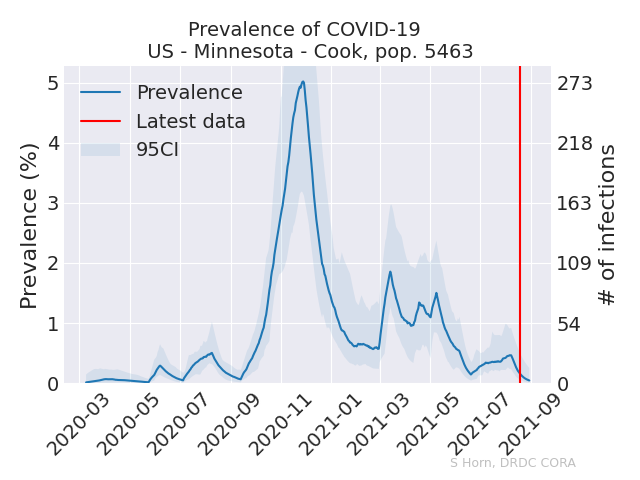 Prevalence of COVID-19
US - Minnesota - Cook, pop. 5463
Prevalence
Latest data
95CI
Prevalence (%)
5
4
3
2
1
0
273
218
163
109
54
0
# of infections
2020-03
2020-05
2020-07
2020-09
2020-11
2021-01
2021-03
2021-05
2021-07
2021-09
S Horn, DRDC CORA